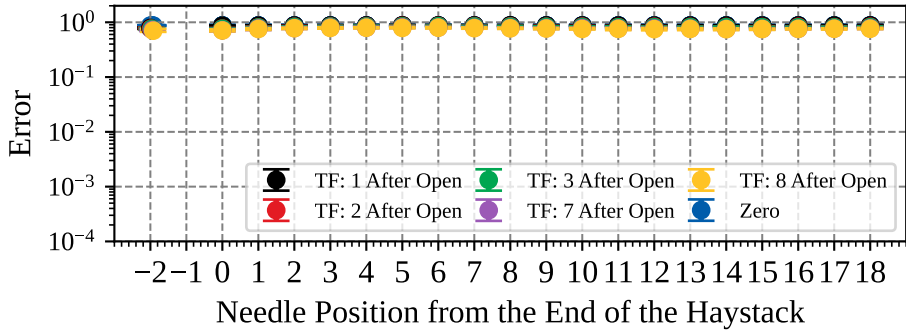 10⁰
10⁻¹
10⁻²
10⁻³
10⁻⁴
Error
TF: 1 After Open TF: 3 After Open TF: 8 After Open
TF: 2 After Open TF: 7 After Open Zero
−2 −1 0 1 2 3 4 5 6 7 8 9 10 11 12 13 14 15 16 17 18
Needle Position from the End of the Haystack